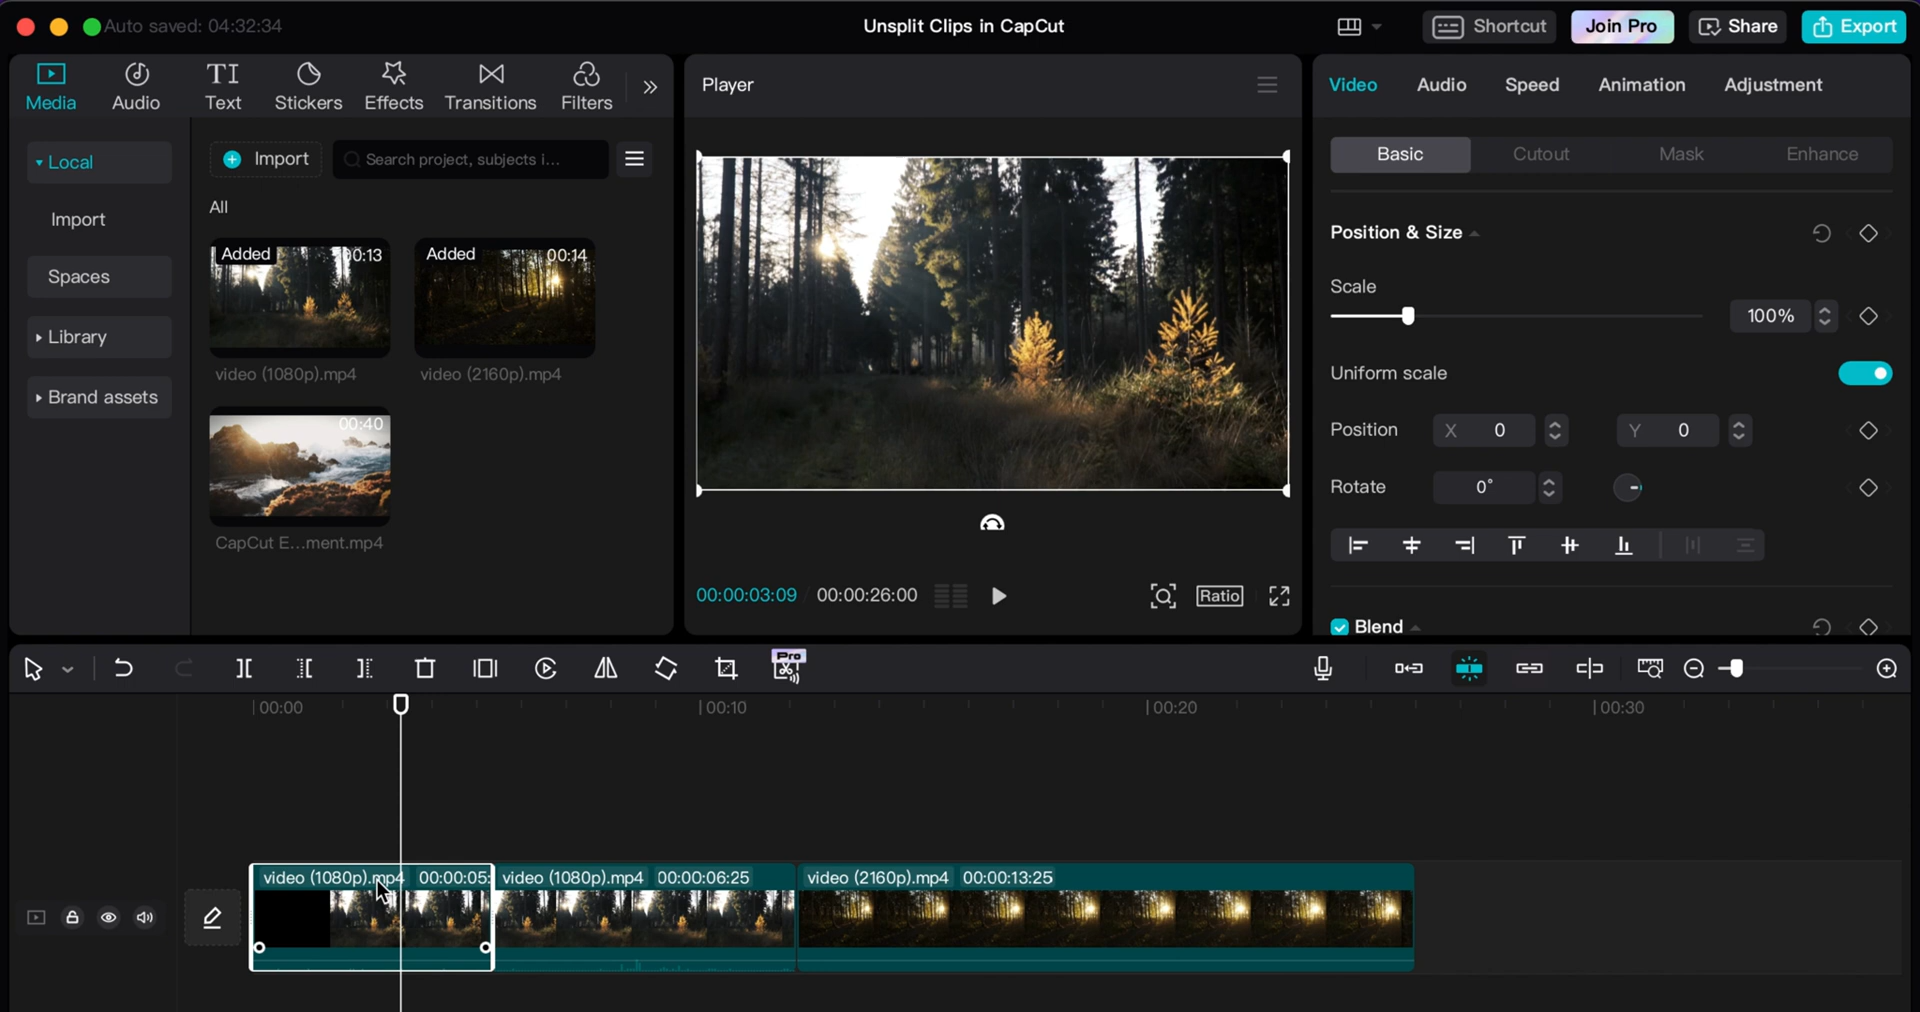 Auto saved: 04:32:34
Unsplit Clips in CapCut
Shortcut
Join Pro
Share
Export
Media
Audio
Text
Stickers
Effects
Transitions
Filters
Player
Video
Audio
Speed
Animation
Adjustment
Local
Import
Spaces
Library
Brand assets
Import
Search project, subjects i...
All
Added
00:13
video (1080p).mp4
Added
00:14
video (2160p).mp4
00:40
CapCut E...ment.mp4
00:00:03:09
00:00:26:00
Ratio
Basic
Cutout
Mask
Enhance
Position & Size
Scale
100%
Uniform scale
Position
X 0
Y 0
Rotate
0°
Blend
Pro
00:00
00:10
00:20
00:30
video (1080p).mp4 00:00:05:
video (1080p).mp4 00:00:06:25
video (2160p).mp4 00:00:13:25